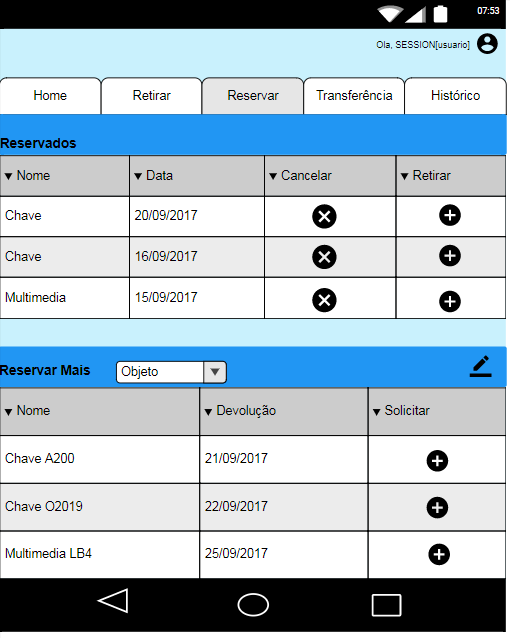 07:53
Ola, SESSION[usuario]
Home Retirar Reservar Transferência Histórico
Reservados
Nome Data Cancelar Retirar
Chave 20/09/2017
Chave 16/09/2017
Multimedia 15/09/2017
Reservar Mais Objeto
Nome Devolução Solicitar
Chave A200 21/09/2017
Chave O2019 22/09/2017
Multimedia LB4 25/09/2017